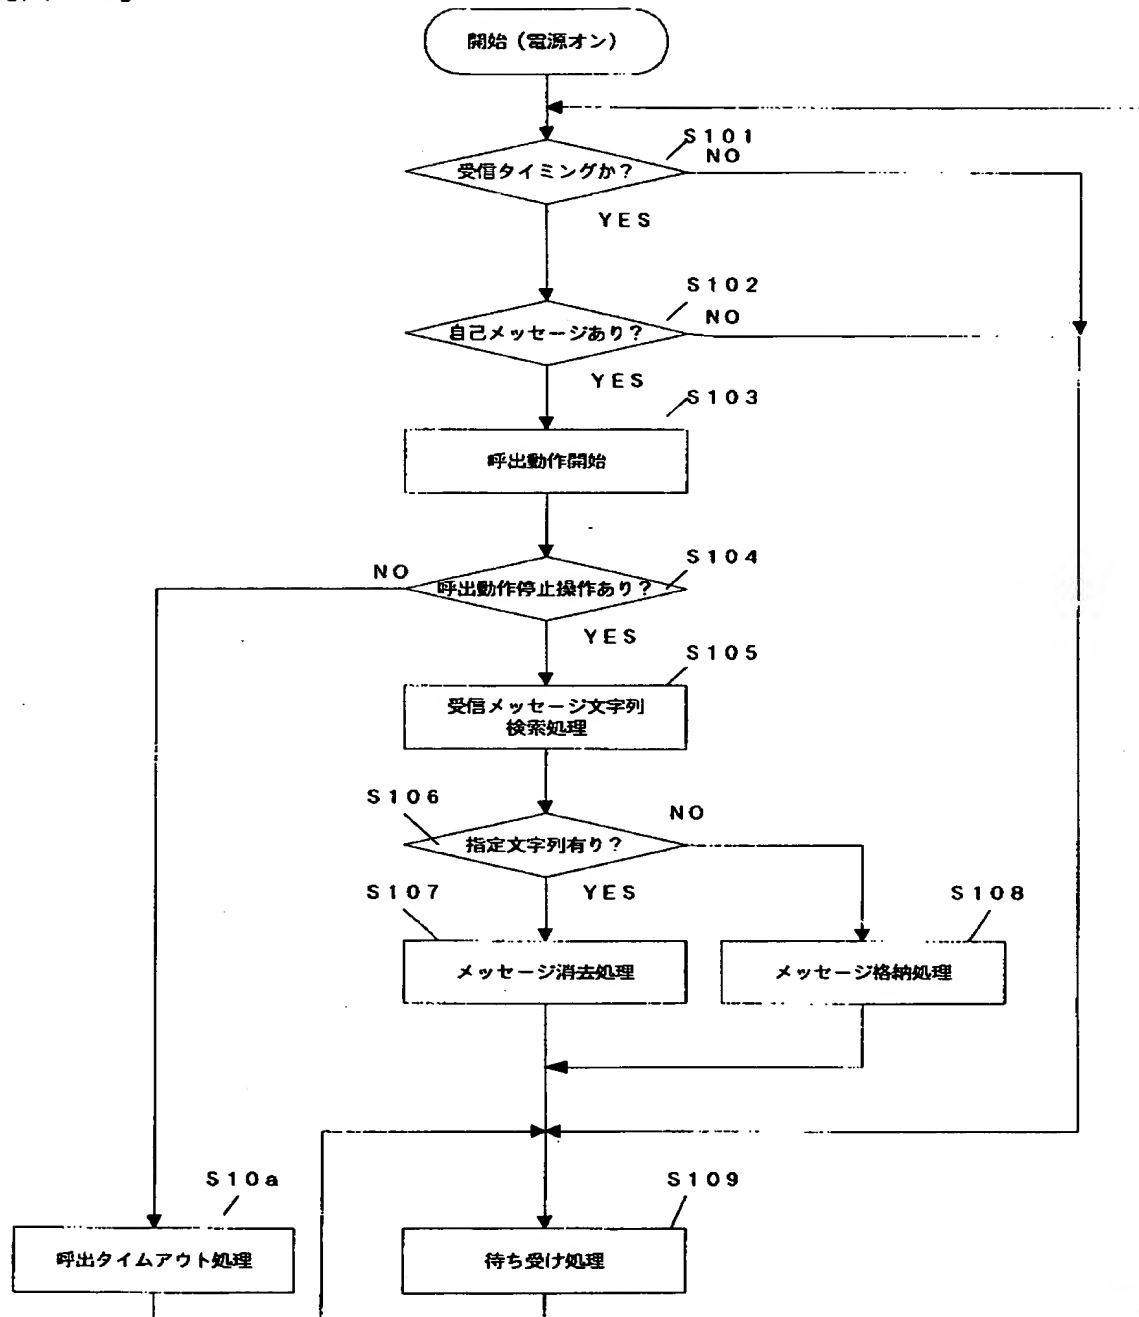 開始（電源オン）
S101
受信タイミングか？
NO
YES
S102
自己メッセージあり？
NO
YES
S103
呼出動作開始
S104
NO
呼出動作停止操作あり？
YES
S105
受信メッセージ文字列
検索処理
S106
NO
指定文字列有り？
S107
YES
S108
メッセージ消去処理
メッセージ格納処理
S10a
S109
呼出タイムアウト処理
待ち受け処理